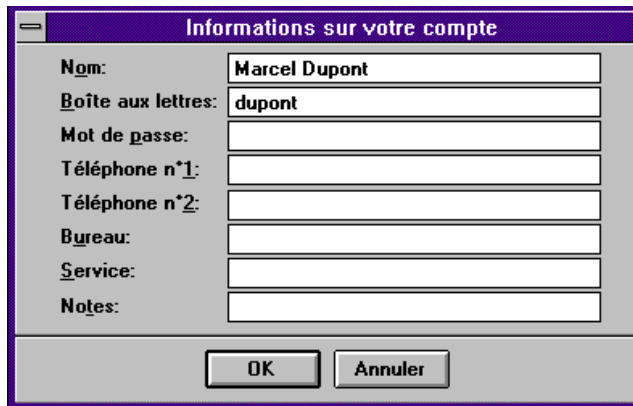 Informations sur votre compte
Nom: Marcel Dupont
Boîte aux lettres: dupont
Mot de passe:
Téléphone n°1:
Téléphone n°2:
Bureau:
Service:
Notes:
OK Annuler